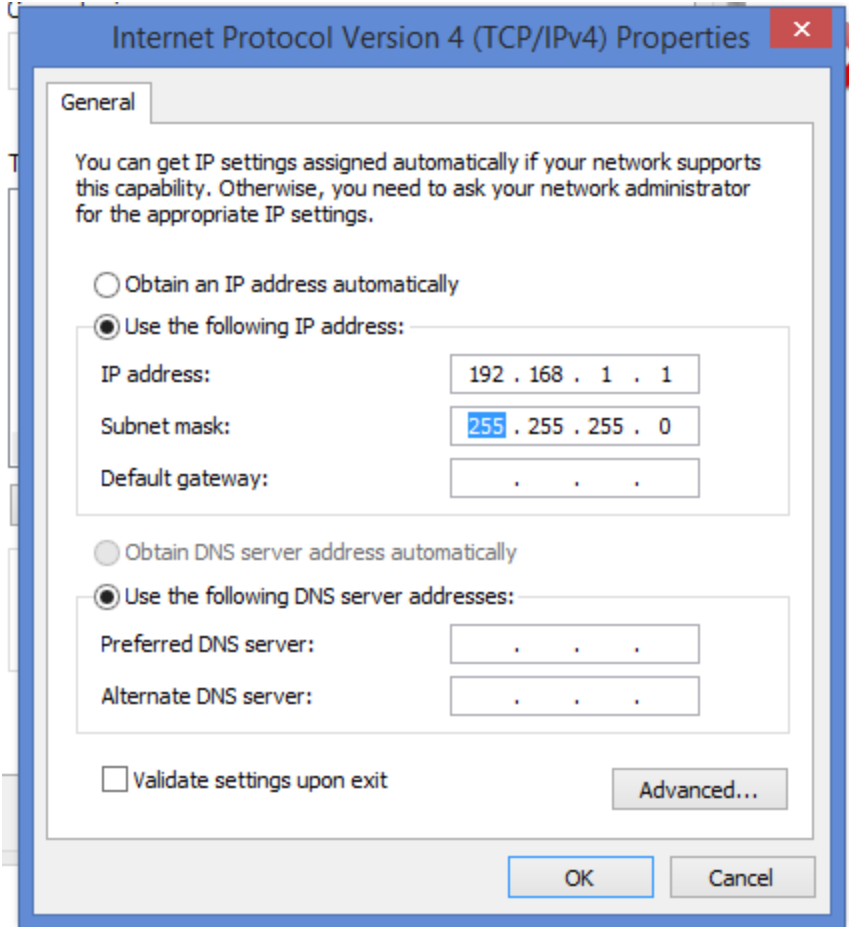 Internet Protocol Version 4 (TCP/IPv4) Properties
General
You can get IP settings assigned automatically if your network supports
this capability. Otherwise, you need to ask your network administrator
for the appropriate IP settings.
Obtain an IP address automatically
Use the following IP address:
IP address: 192 . 168 . 1 . 1
Subnet mask: 255 . 255 . 255 . 0
Default gateway: . . .
Obtain DNS server address automatically
Use the following DNS server addresses:
Preferred DNS server: . . .
Alternate DNS server: . . .
Validate settings upon exit
Advanced...
OK Cancel